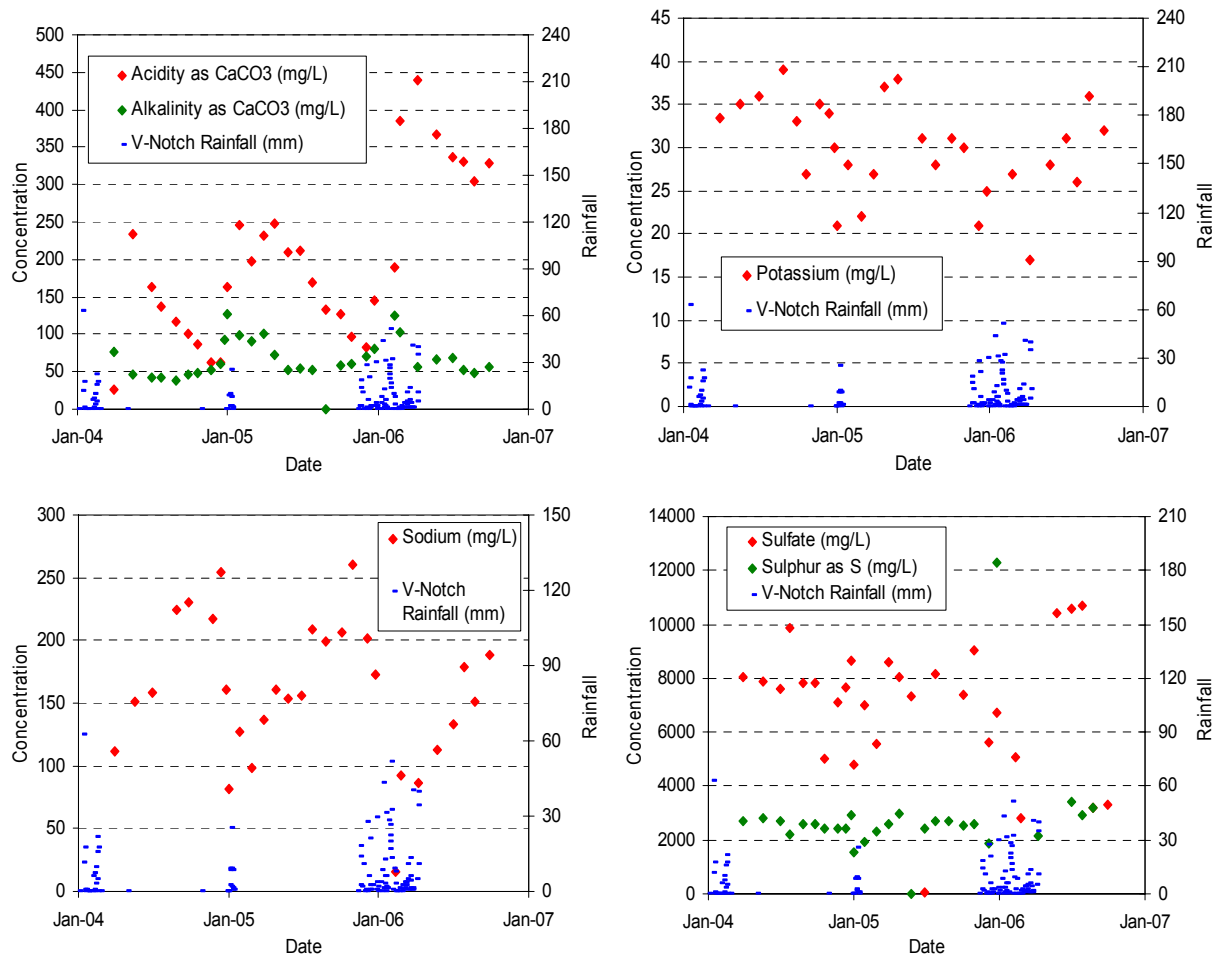 500
450
400
350
300
250
200
150
100
50
0
Concentration
Acidity as CaCO3 (mg/L)
Alkalinity as CaCO3 (mg/L)
V-Notch Rainfall (mm)
240
210
180
150
120
90
60
30
0
Rainfall
Jan-04 Jan-05 Jan-06 Jan-07
Date
45
40
35
30
25
20
15
10
5
0
Concentration
Potassium (mg/L)
V-Notch Rainfall (mm)
240
210
180
150
120
90
60
30
0
Rainfall
Jan-04 Jan-05 Jan-06 Jan-07
Date
300
250
200
150
100
50
0
Concentration
Sodium (mg/L)
V-Notch
Rainfall (mm)
150
120
90
60
30
0
Rainfall
Jan-04 Jan-05 Jan-06 Jan-07
Date
14000
12000
10000
8000
6000
4000
2000
0
Concentration
Sulfate (mg/L)
Sulphur as S (mg/L)
V-Notch Rainfall (mm)
210
180
150
120
90
60
30
0
Rainfall
Jan-04 Jan-05 Jan-06 Jan-07
Date